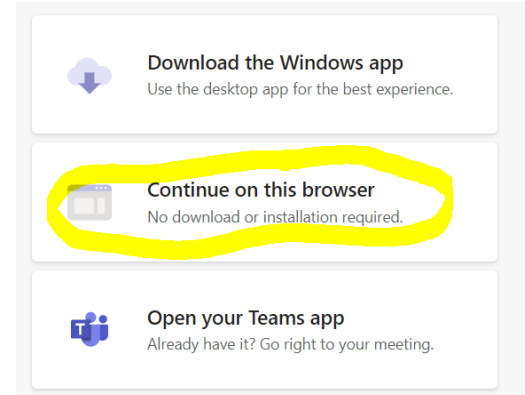 Download the Windows app
Use the desktop app for the best experience.
Continue on this browser
No download or installation required.
T
Open your Teams app
Already have it? Go right to your meeting.